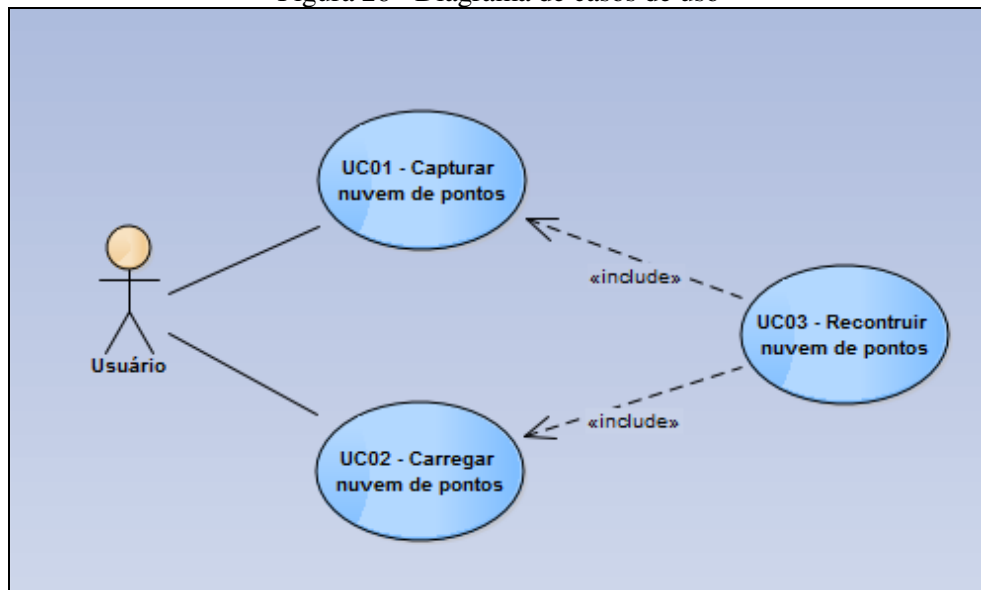 Figura 26 - Diagrama de casos de uso
UC01 - Capturar
nuvem de pontos
«include»
UC03 - Recontruir
nuvem de pontos
Usuário
«include»
UC02 - Carregar
nuvem de pontos